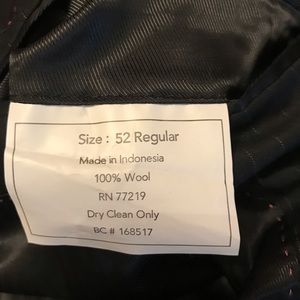 Size : 52 Regular
Made in Indonesia
100% Wool
RN 77219
Dry Clean Only
BC # 168517